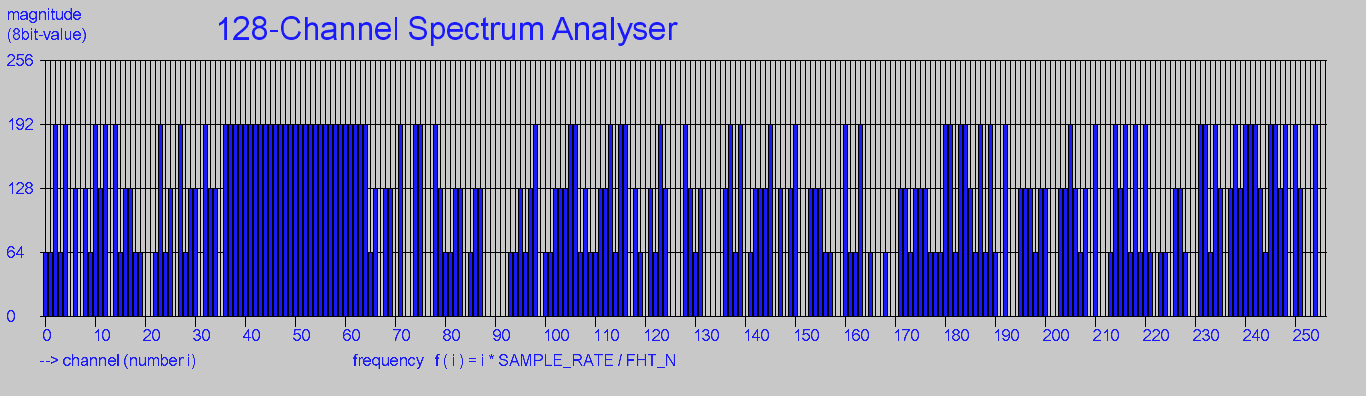 magnitude
(8bit-value)
128-Channel Spectrum Analyser
256
192
128
64
0
0 10 20 30 40 50 60 70 80 90 100 110 120 130 140 150 160 170 180 190 200 210 220 230 240 250
--> channel (number i)
frequency f ( i ) = i * SAMPLE_RATE / FHT_N